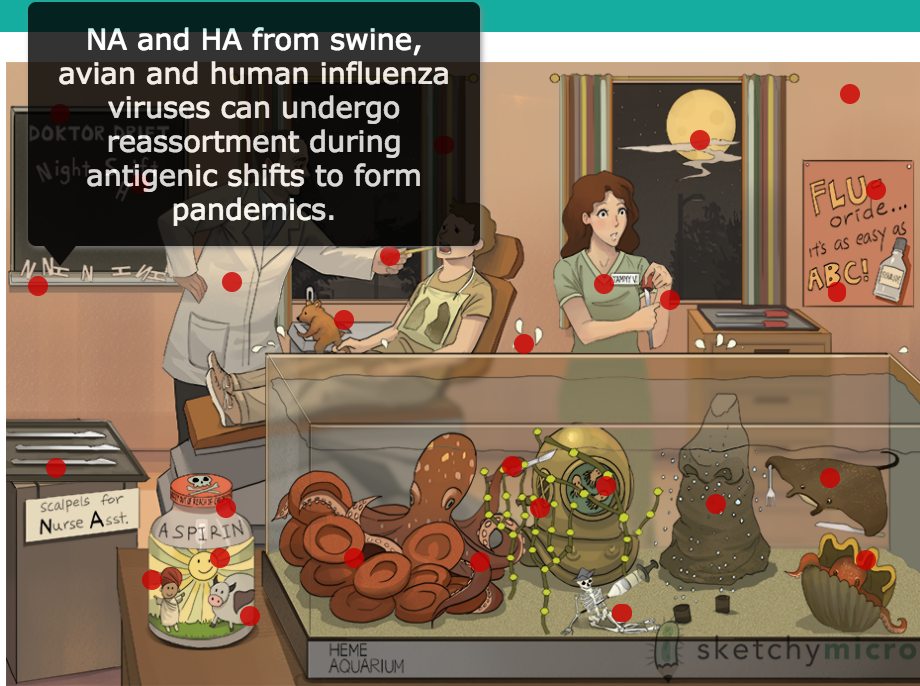 NA and HA from swine,
avian and human influenza
viruses can undergo
reassortment during
antigenic shifts to form
pandemics.
DOKTOR DRIFT
Night Shift
H
N N N H
TAMMY V.
FLU
oride...
it's as easy as
ABC!
scalpels for
Nurse Asst.
ASPIRIN
HEME
AQUARIUM
sketchymicro